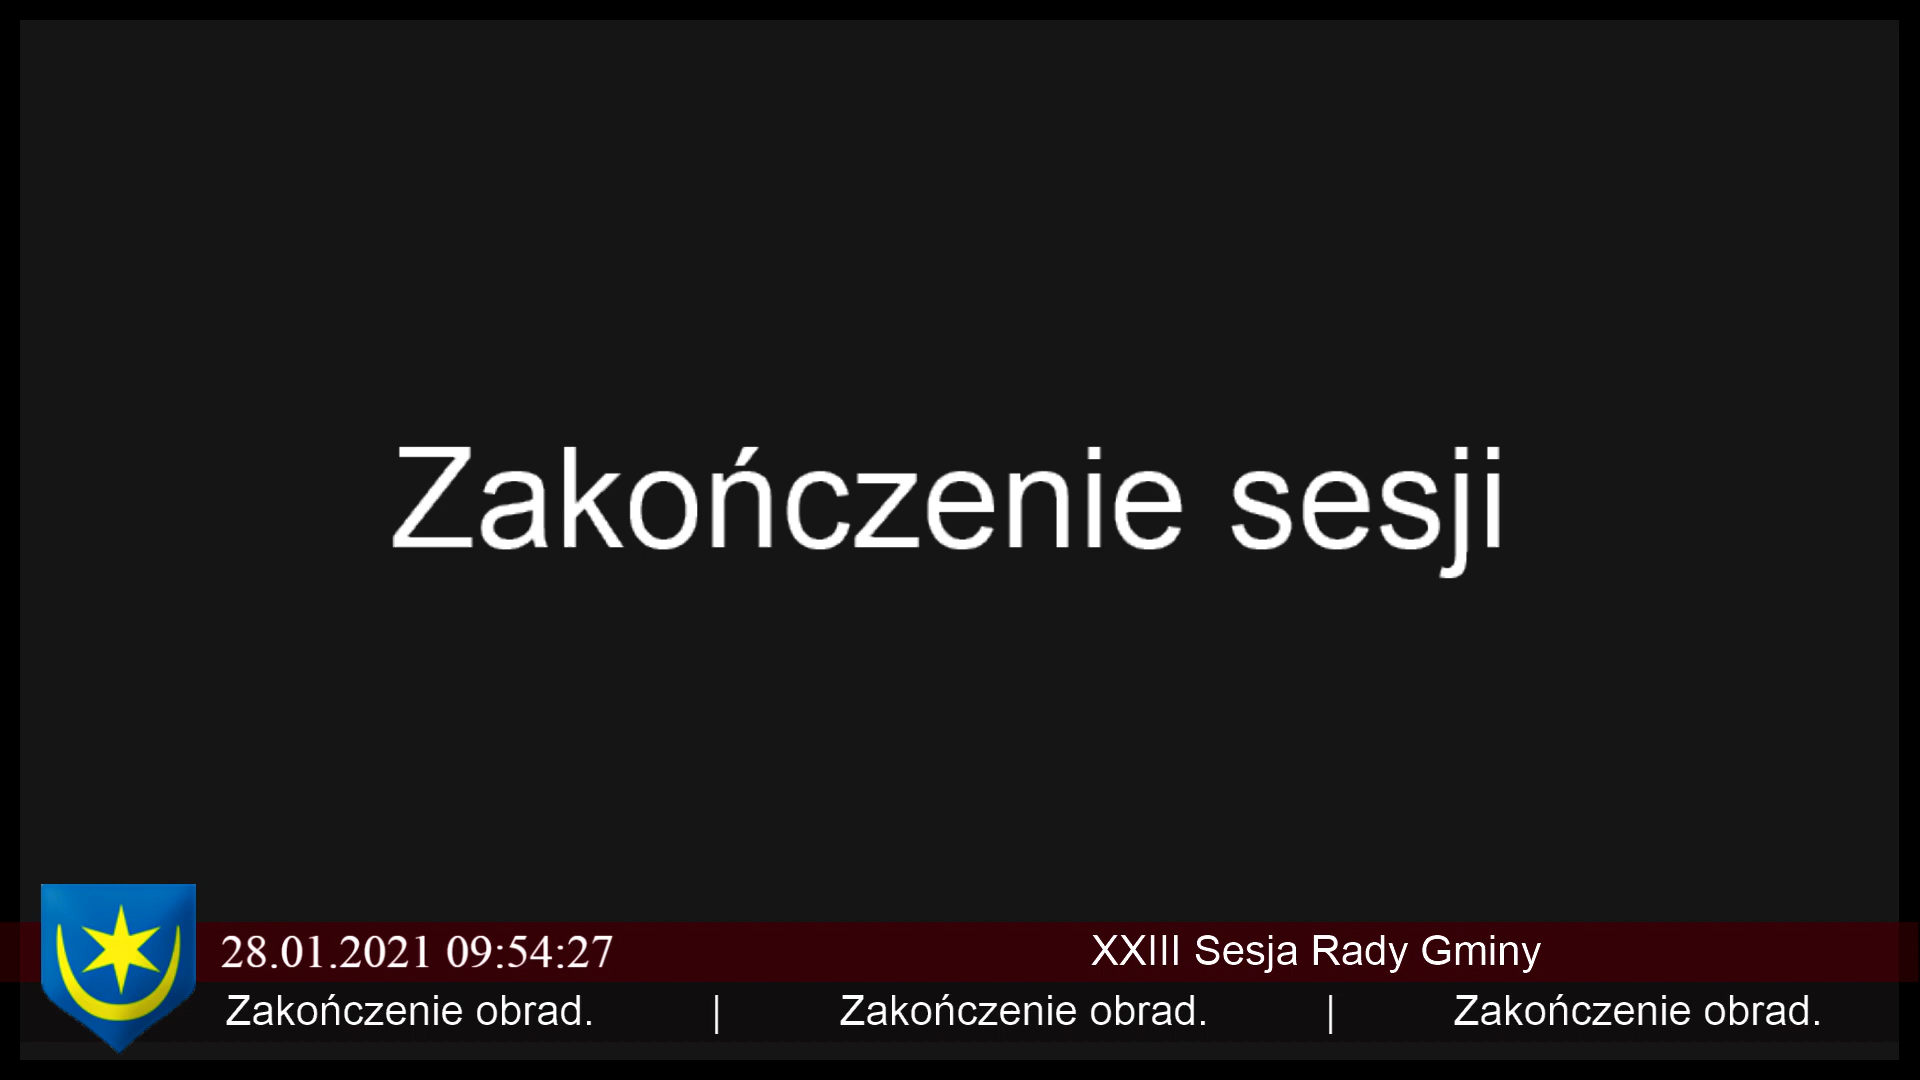 Zakończenie sesji
28.01.2021 09:54:27 XXIII Sesja Rady Gminy
Zakończenie obrad. | Zakończenie obrad. | Zakończenie obrad.